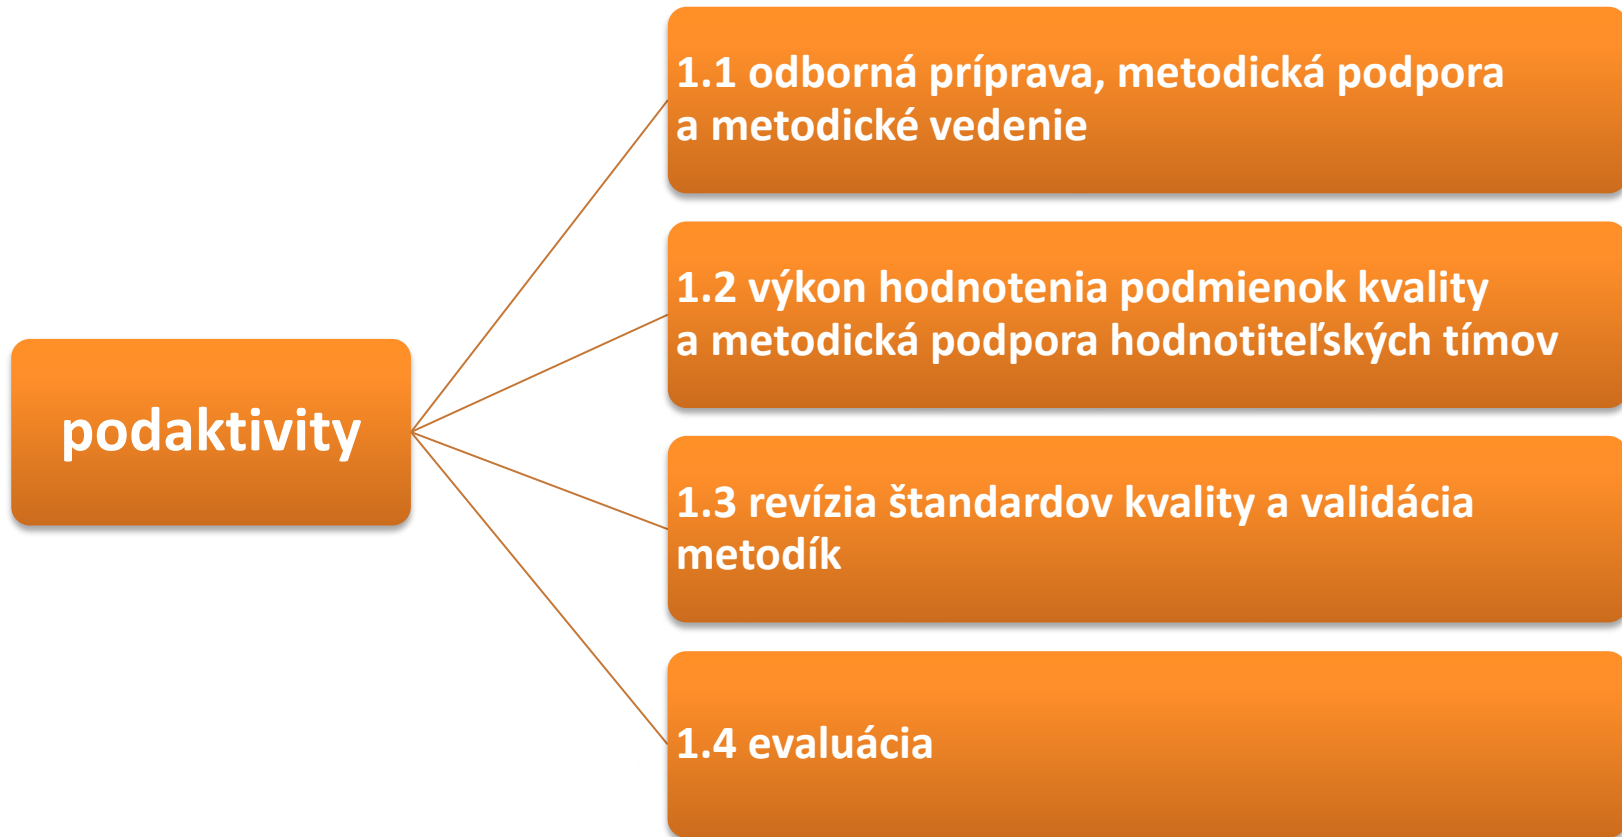 podaktivity
1.1 odborná príprava, metodická podpora
a metodické vedenie
1.2 výkon hodnotenia podmienok kvality
a metodická podpora hodnotiteľských tímov
1.3 revízia štandardov kvality a validácia
metodík
1.4 evaluácia